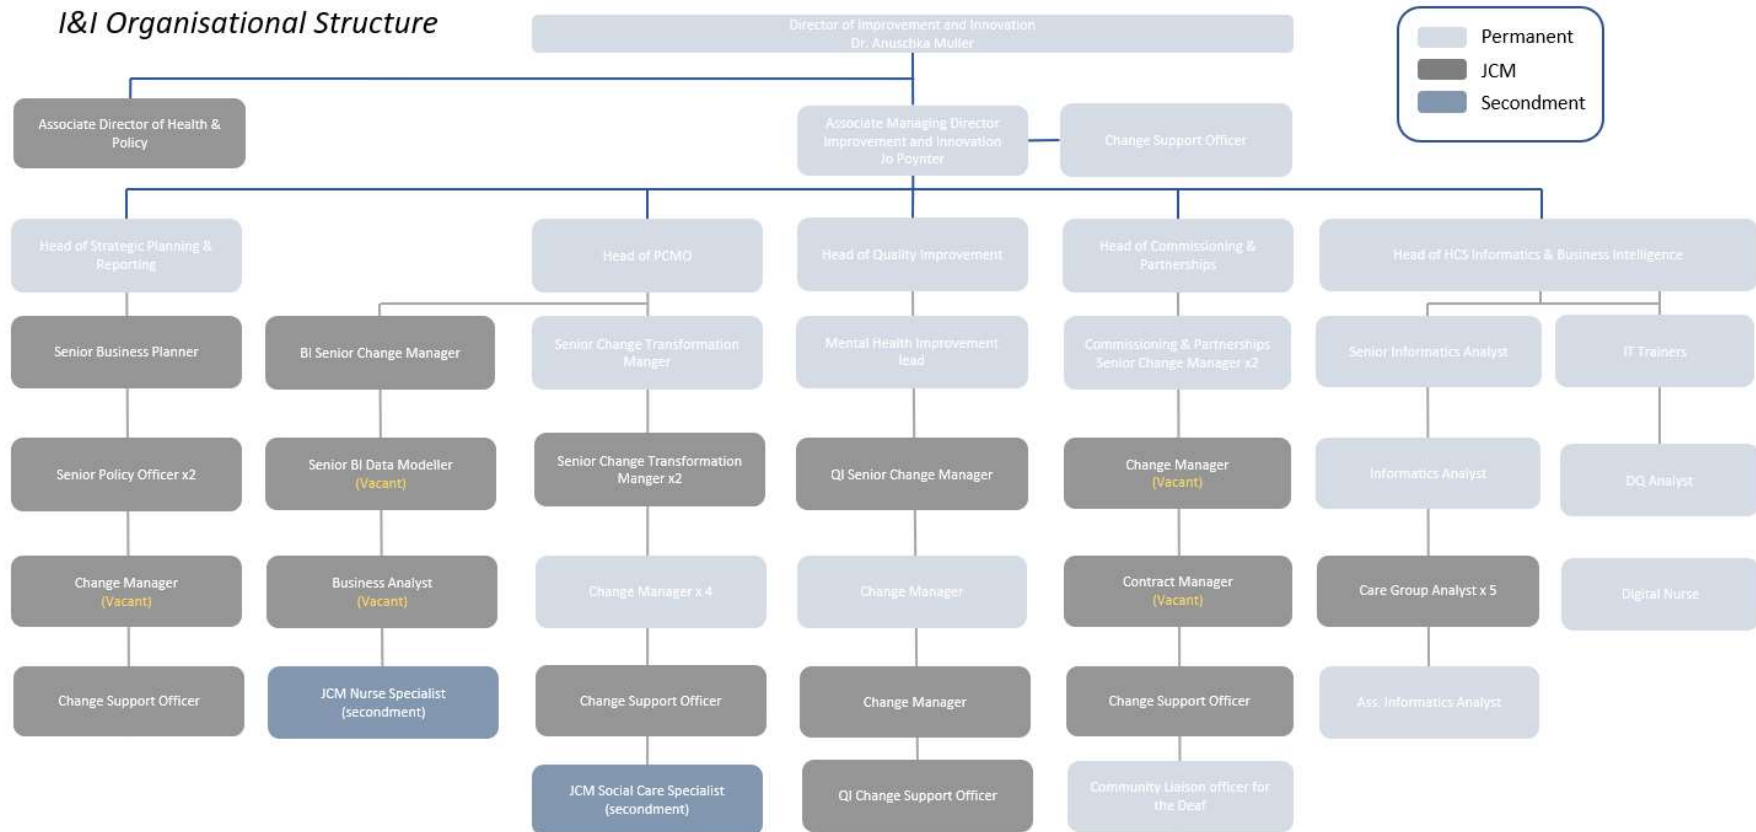 I&I Organisational Structure
Director of Improvement and Innovation
Dr. Anuschka Muller
Permanent
JCM
Secondment
Associate Director of Health &
Policy
Associate Managing Director
Improvement and Innovation
Jo Poynter
Change Support Officer
Head of Strategic Planning &
Reporting
Head of PCMO
Head of Quality Improvement
Head of Commissioning &
Partnerships
Head of HCS Informatics & Business Intelligence
Senior Business Planner
BI Senior Change Manager
Senior Change Transformation
Manger
Mental Health Improvement
lead
Commissioning & Partnerships
Senior Change Manager x2
Senior Informatics Analyst
IT Trainers
Senior Policy Officer x2
Senior BI Data Modeller
(Vacant)
Senior Change Transformation
Manger x2
QI Senior Change Manager
Change Manager
(Vacant)
Informatics Analyst
DQ Analyst
Change Manager
(Vacant)
Business Analyst
(Vacant)
Change Manager x 4
Change Manager
Contract Manager
(Vacant)
Care Group Analyst x 5
Digital Nurse
Change Support Officer
JCM Nurse Specialist
(secondment)
Change Support Officer
Change Manager
Change Support Officer
Ass. Informatics Analyst
JCM Social Care Specialist
(secondment)
QI Change Support Officer
Community Liaison officer for
the Deaf